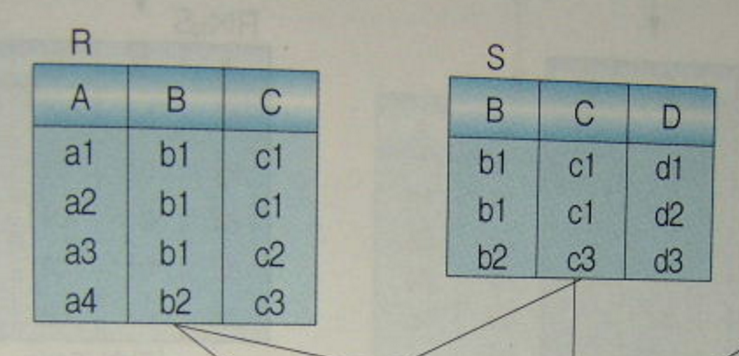 R
A B C
a1 b1 c1
a2 b1 c1
a3 b1 c2
a4 b2 c3
S
B C D
b1 c1 d1
b1 c1 d2
b2 c3 d3